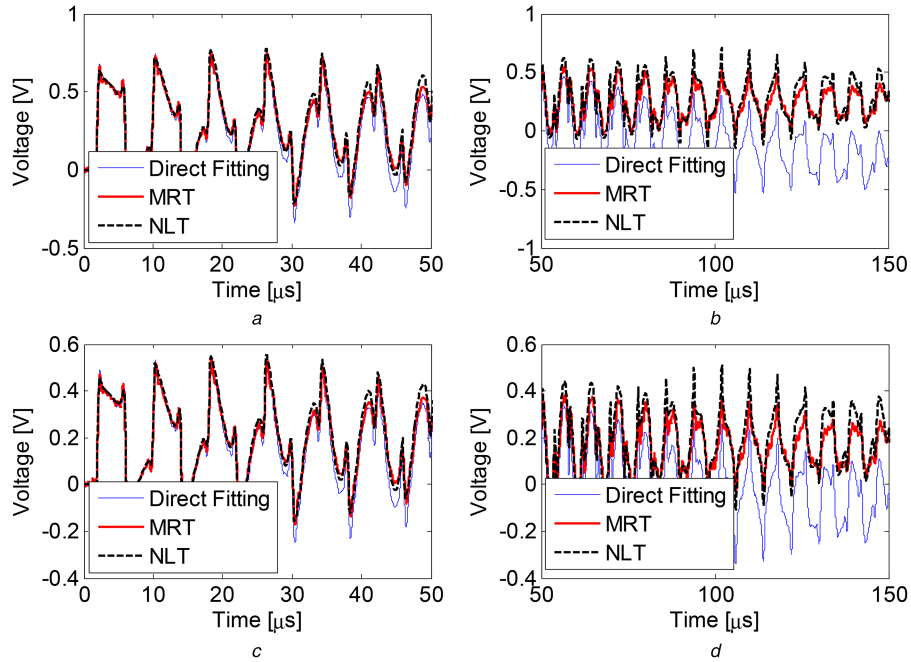 1
0.5
0
-0.5
Voltage [V]
Direct Fitting
MRT
NLT
0 10 20 30 40 50
Time [μs]
a
1
0.5
0
-0.5
-1
Voltage [V]
Direct Fitting
MRT
NLT
50 100 150
Time [μs]
b
0.6
0.4
0.2
0
-0.2
-0.4
Voltage [V]
Direct Fitting
MRT
NLT
0 10 20 30 40 50
Time [μs]
c
0.6
0.4
0.2
0
-0.2
-0.4
Voltage [V]
Direct Fitting
MRT
NLT
50 100 150
Time [μs]
d